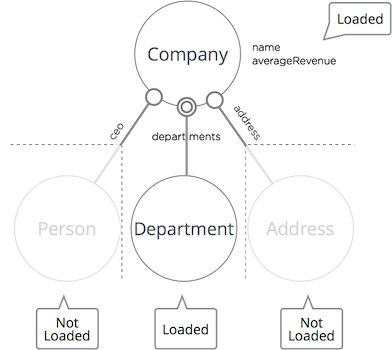 Loaded
Company
name
averageRevenue
ceo
departments
address
Person
Department
Address
Not
Loaded
Loaded
Not
Loaded